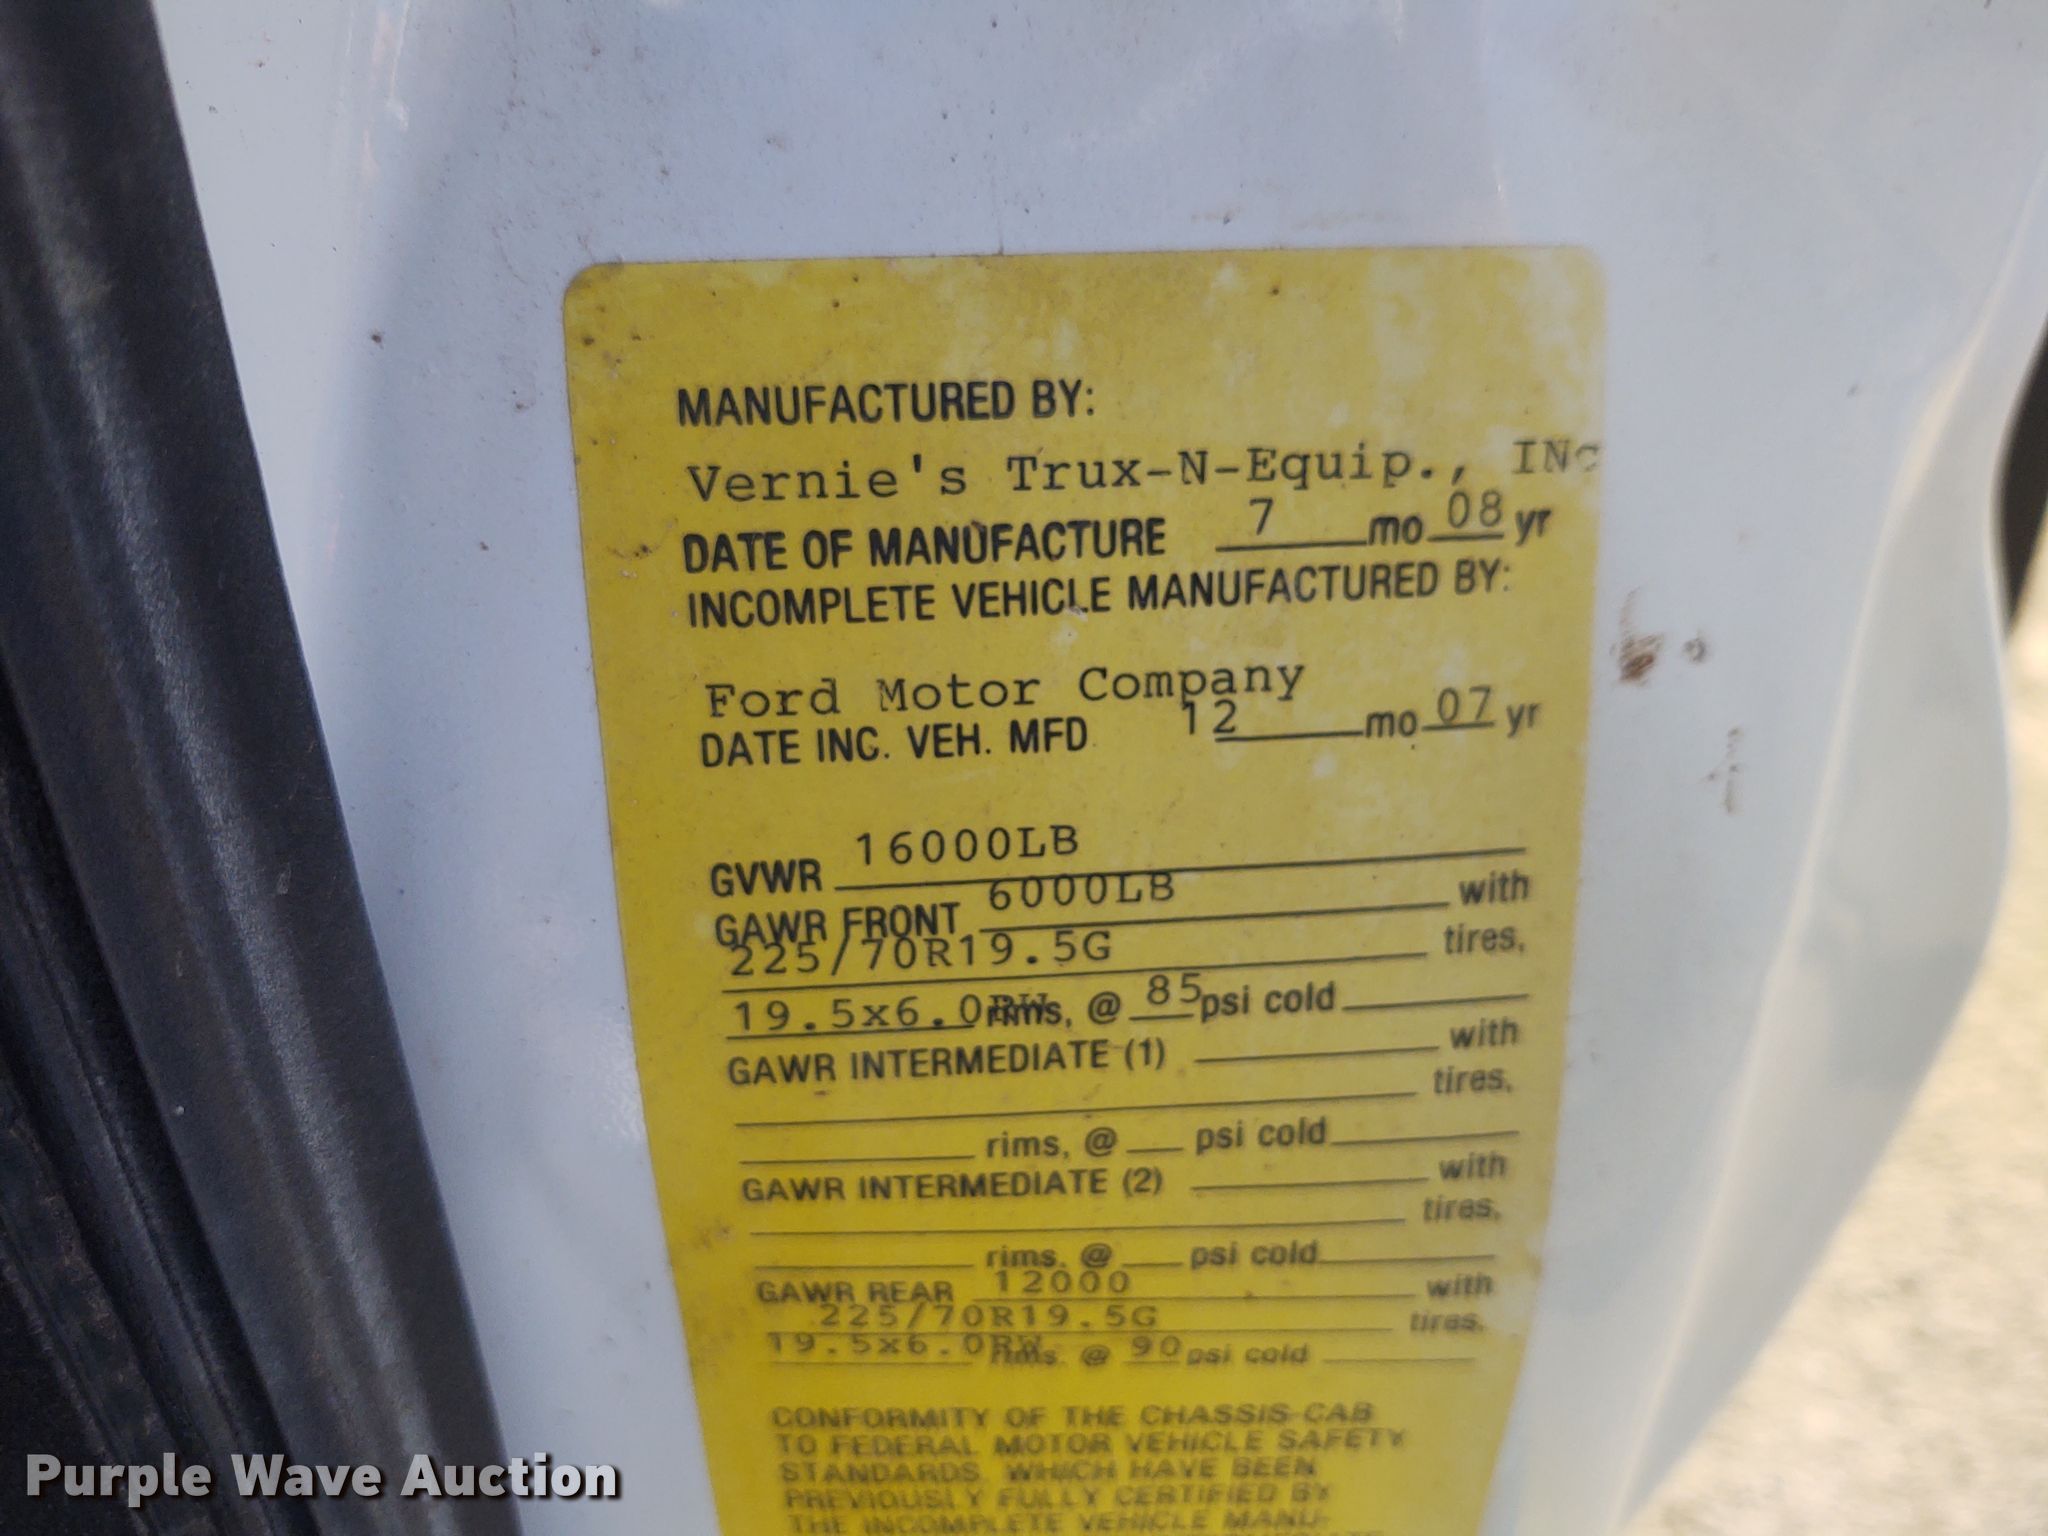 MANUFACTURED BY:
Vernie's Trux-N-Equip., INc
DATE OF MANUFACTURE 7 mo 08 yr
INCOMPLETE VEHICLE MANUFACTURED BY:
Ford Motor Company
DATE INC. VEH. MFD 12 mo 07 yr
GVWR 16000LB
GAWR FRONT 6000LB with
225/70R19.5G tires,
19.5x6.0RW rims, @ 85 psi cold
GAWR INTERMEDIATE (1) with
tires,
rims, @ psi cold
GAWR INTERMEDIATE (2) with
tires,
rims, @ psi cold
GAWR REAR 12000 with
225/70R19.5G tires,
19.5x6.0RW rims @ 90 psi cold
CONFORMITY OF THE CHASSIS-CAB
TO FEDERAL MOTOR VEHICLE SAFETY
STANDARDS, WHICH HAVE BEEN
PREVIOUSLY FULLY CERTIFIED BY
THE INCOMPLETE VEHICLE MANU-
Purple Wave Auction